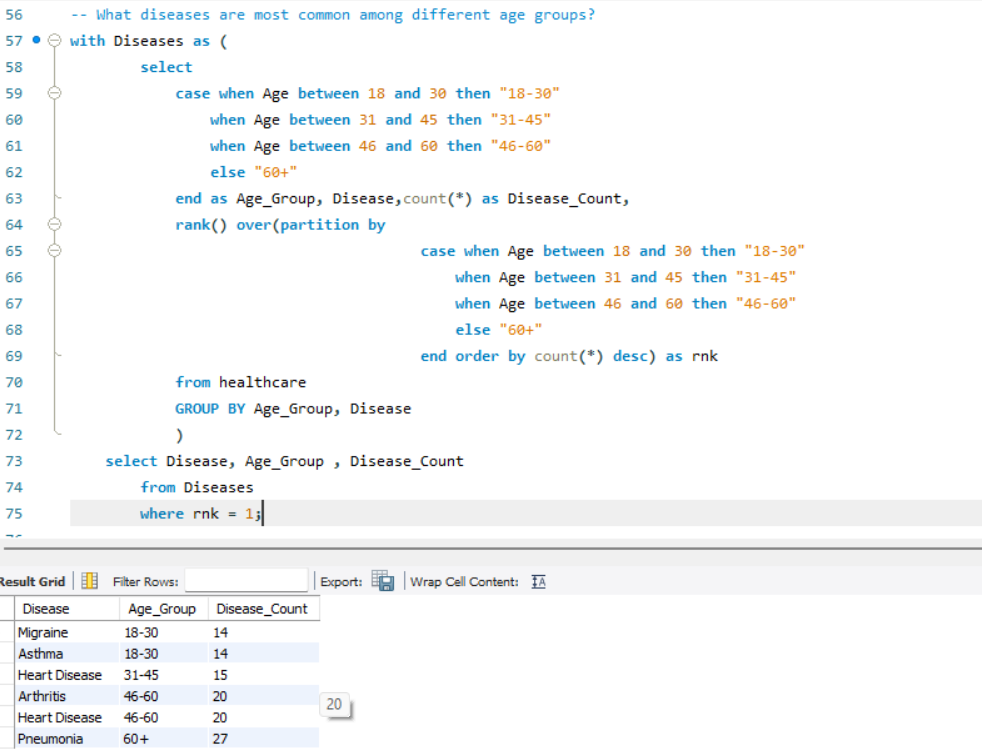 56 -- What diseases are most common among different age groups?
57 with Diseases as (
58 select
59 case when Age between 18 and 30 then "18-30"
60 when Age between 31 and 45 then "31-45"
61 when Age between 46 and 60 then "46-60"
62 else "60+"
63 end as Age_Group, Disease,count(*) as Disease_Count,
64 rank() over(partition by
65 case when Age between 18 and 30 then "18-30"
66 when Age between 31 and 45 then "31-45"
67 when Age between 46 and 60 then "46-60"
68 else "60+"
69 end order by count(*) desc) as rnk
70 from healthcare
71 GROUP BY Age_Group, Disease
72 )
73 select Disease, Age_Group , Disease_Count
74 from Diseases
75 where rnk = 1;
Result Grid Filter Rows: Export: Wrap Cell Content: IA
Disease Age_Group Disease_Count
Migraine 18-30 14
Asthma 18-30 14
Heart Disease 31-45 15
Arthritis 46-60 20
20
Heart Disease 46-60 20
Pneumonia 60+ 27